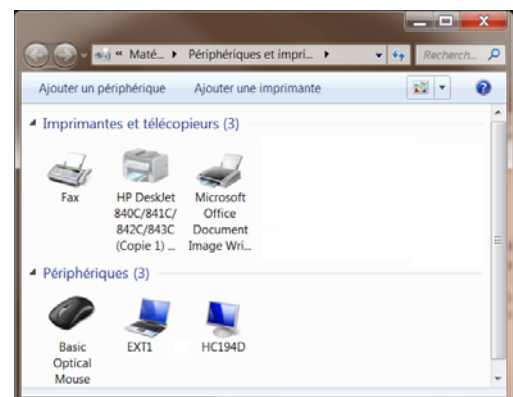 « Maté... Périphériques et impri... Recherch...
Ajouter un périphérique Ajouter une imprimante
Imprimantes et télécopieurs (3)
Fax
HP DeskJet
840C/841C/
842C/843C
(Copie 1) ...
Microsoft
Office
Document
Image Wri...
Périphériques (3)
Basic
Optical
Mouse
EXT1
HC194D